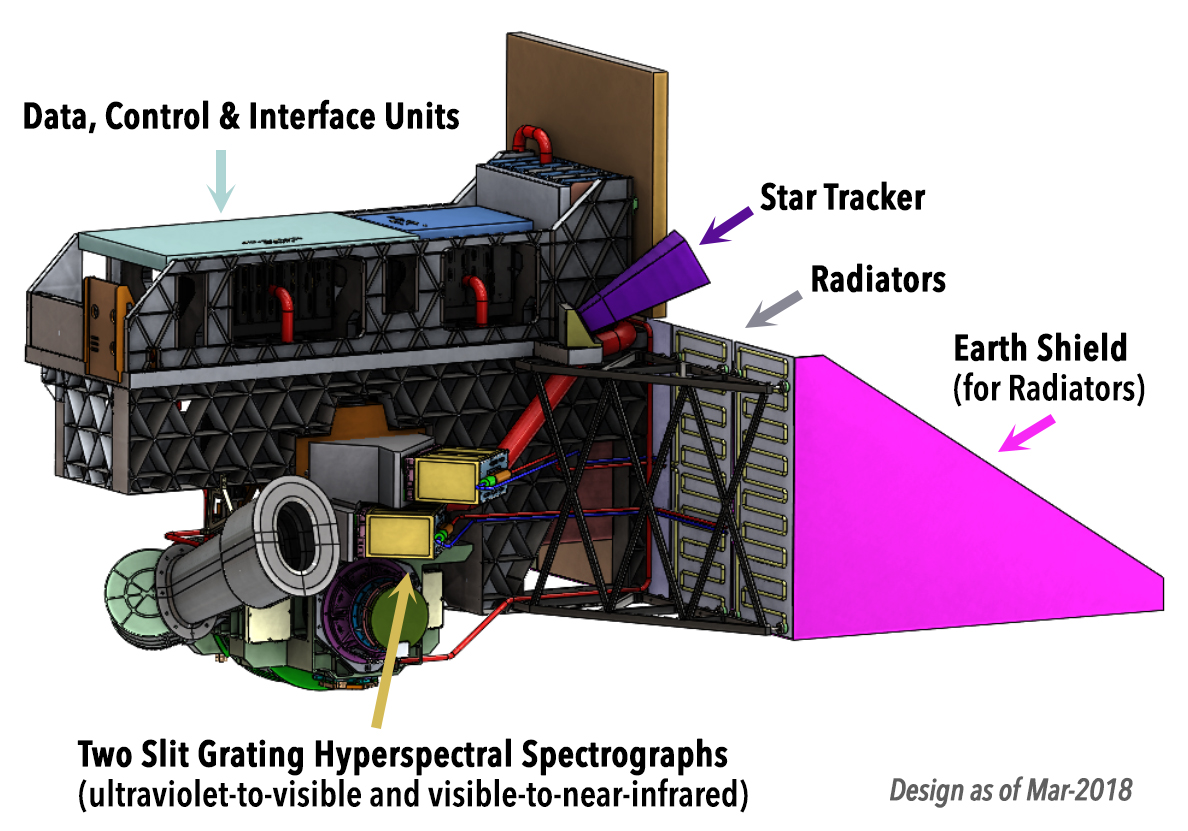 Data, Control & Interface Units
Star Tracker
Radiators
Earth Shield
(for Radiators)
Two Slit Grating Hyperspectral Spectrographs
(ultraviolet-to-visible and visible-to-near-infrared)
Design as of Mar-2018